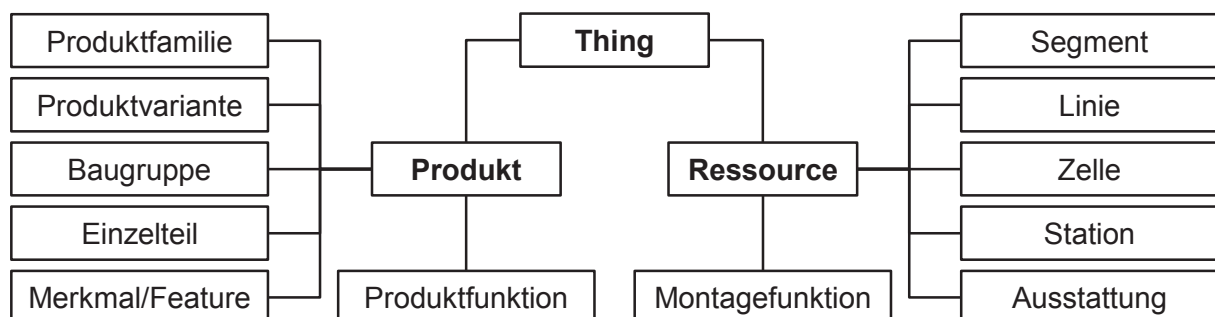 Thing
Produkt
Ressource
Produktfamilie
Produktvariante
Baugruppe
Einzelteil
Merkmal/Feature
Produktfunktion
Montagefunktion
Segment
Linie
Zelle
Station
Ausstattung